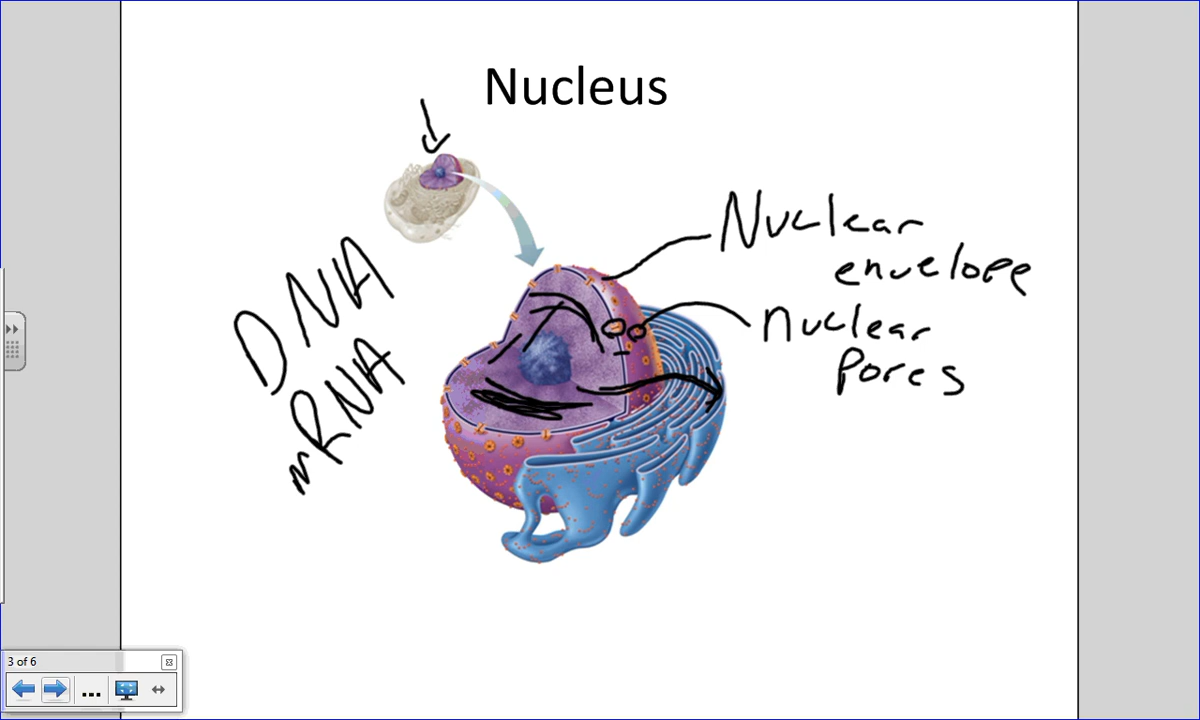 Nucleus
Nuclear
envelope
nuclear
pores
DNA
mRNA
3 of 6
...